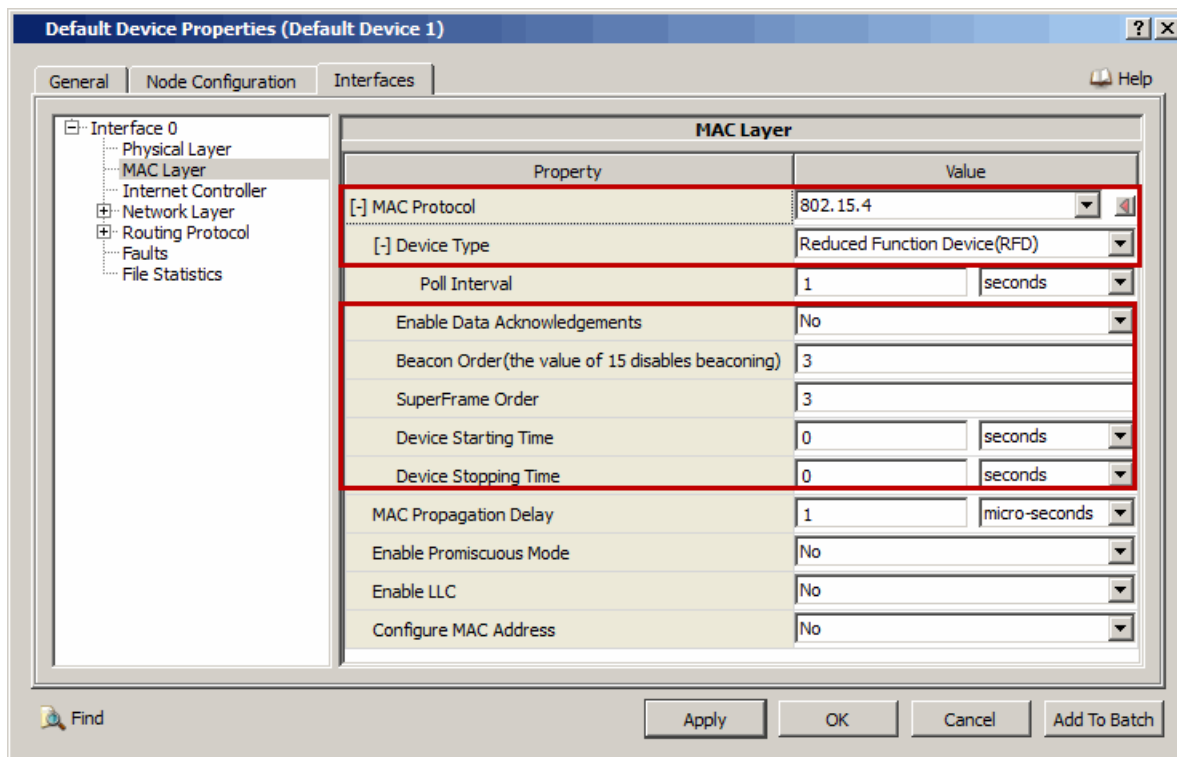 Default Device Properties (Default Device 1)
? X
General Node Configuration Interfaces Help
Interface 0
Physical Layer
MAC Layer
Internet Controller
Network Layer
Routing Protocol
Faults
File Statistics
MAC Layer
Property Value
[-] MAC Protocol 802.15.4
[-] Device Type Reduced Function Device(RFD)
Poll Interval 1 seconds
Enable Data Acknowledgements No
Beacon Order(the value of 15 disables beaconing) 3
SuperFrame Order 3
Device Starting Time 0 seconds
Device Stopping Time 0 seconds
MAC Propagation Delay 1 micro-seconds
Enable Promiscuous Mode No
Enable LLC No
Configure MAC Address No
Find Apply OK Cancel Add To Batch